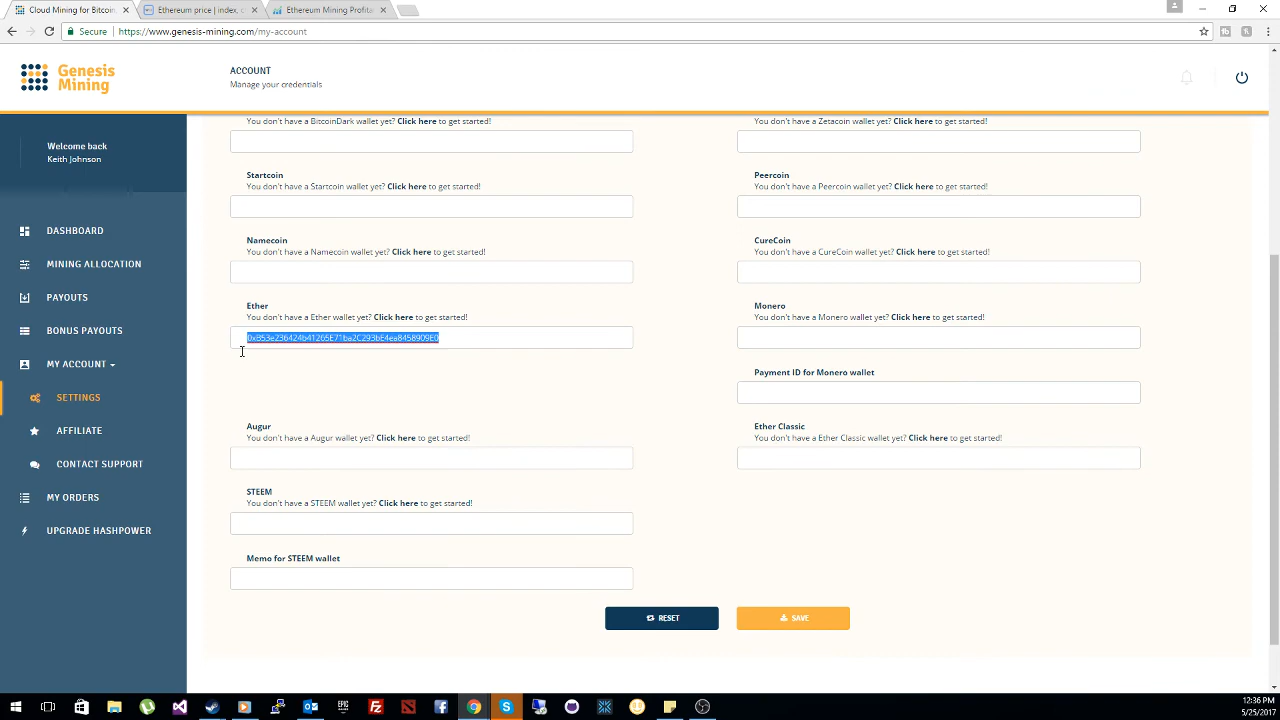 Cloud Mining for Bitcoin
Ethereum price | index, c
Ethereum Mining Profita
Secure
https://www.genesis-mining.com/my-account
Genesis
Mining
ACCOUNT
Manage your credentials
Welcome back
Keith Johnson
DASHBOARD
MINING ALLOCATION
PAYOUTS
BONUS PAYOUTS
MY ACCOUNT
SETTINGS
AFFILIATE
CONTACT SUPPORT
MY ORDERS
UPGRADE HASHPOWER
You don't have a BitcoinDark wallet yet? Click here to get started!
You don't have a Zetacoin wallet yet? Click here to get started!
Startcoin
You don't have a Startcoin wallet yet? Click here to get started!
Peercoin
You don't have a Peercoin wallet yet? Click here to get started!
Namecoin
You don't have a Namecoin wallet yet? Click here to get started!
CureCoin
You don't have a CureCoin wallet yet? Click here to get started!
Ether
You don't have a Ether wallet yet? Click here to get started!
0xB53e236424b41265E71ba2C293bE4ea8458909E0
Monero
You don't have a Monero wallet yet? Click here to get started!
Payment ID for Monero wallet
Augur
You don't have a Augur wallet yet? Click here to get started!
Ether Classic
You don't have a Ether Classic wallet yet? Click here to get started!
STEEM
You don't have a STEEM wallet yet? Click here to get started!
Memo for STEEM wallet
RESET
SAVE
EPIC
12:36 PM
5/25/2017